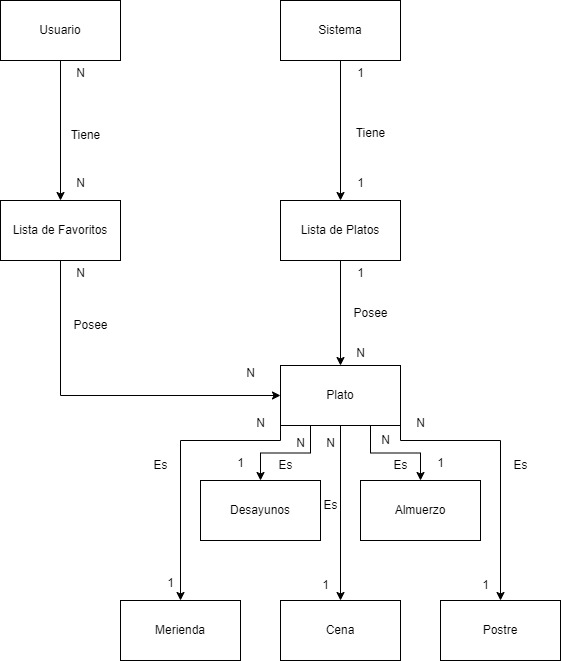 Usuario
Sistema
N
1
Tiene
Tiene
N
1
Lista de Favoritos
Lista de Platos
N
1
Posee
Posee
N
N
Plato
N
N
N
N
N
Es
1
Es
Es
1
Es
Desayunos
Es
Almuerzo
1
1
1
Merienda
Cena
Postre